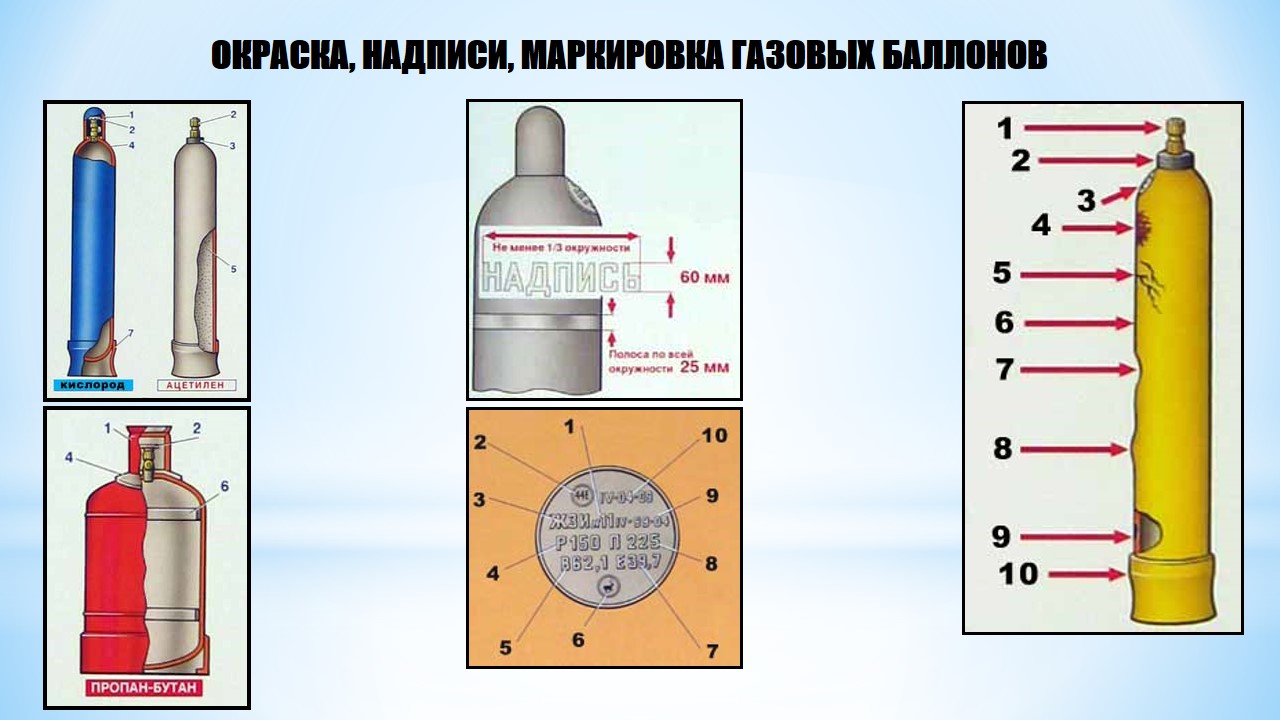 ОКРАСКА, НАДПИСИ, МАРКИРОВКА ГАЗОВЫХ БАЛЛОНОВ
1
2
4
7
КИСЛОРОД
2
3
5
АЦЕТИЛЕН
1
2
4
6
ПРОПАН-БУТАН
Не менее 1/3 окружности
НАДПИСЬ
60 мм
Полоса по всей
окружности 25 мм
1
2
10
3
9
4
8
5
6
7
44Е IV-04-09
ЖЗИ
Р150 П 225
В62,1 Е39,7
1
2
3
4
5
6
7
8
9
10